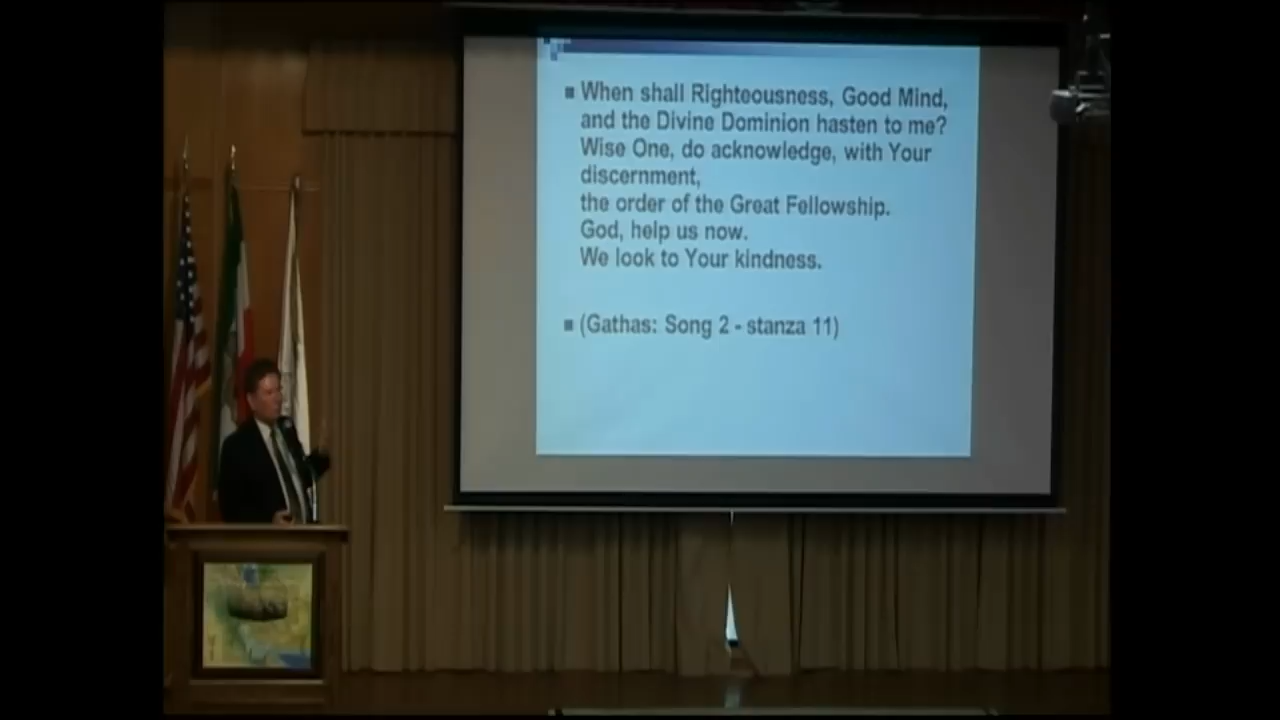 When shall Righteousness, Good Mind,
and the Divine Dominion hasten to me?
Wise One, do acknowledge, with Your
discernment,
the order of the Great Fellowship.
God, help us now.
We look to Your kindness.
(Gathas: Song 2 - stanza 11)